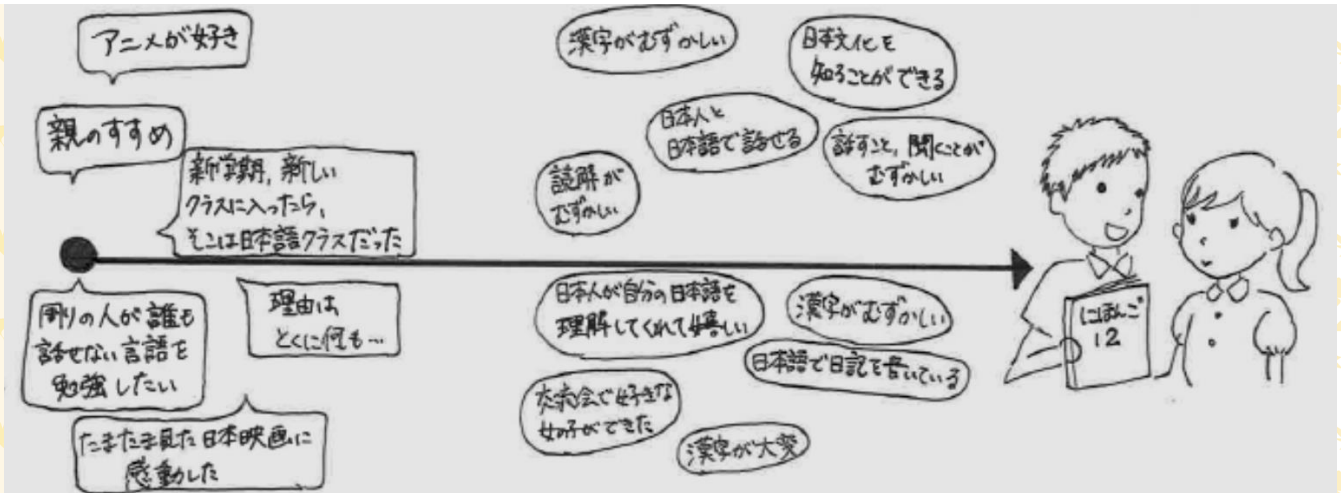 アニメが好き
親のすすめ
新学期、新しい
クラスに入ったら、
そこは日本語クラスだった
周りの人が誰も
話せない言語を
勉強したい
理由は
とくに何も…
たまたま見た日本映画に
感動した
漢字がむずかしい
日本文化を
知ることができる
日本人と
日本語で話せる
話すこと、聞くことが
むずかしい
読解が
むずかしい
日本人が自分の日本語を
理解してくれて嬉しい
漢字がむずかしい
日本語で日記を書いている
交流会で好きな
女の子ができた
漢字が大変
にほんご
12